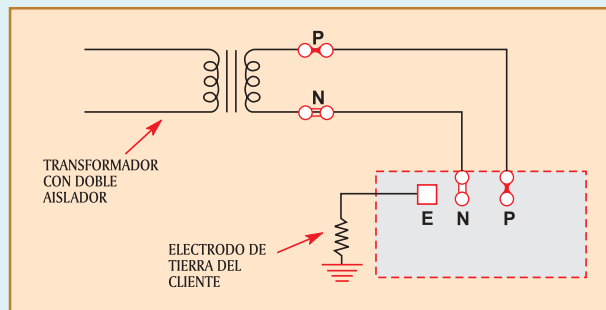 P
N
TRANSFORMADOR
CON DOBLE
AISLADOR
E N P
ELECTRODO DE
TIERRA DEL
CLIENTE